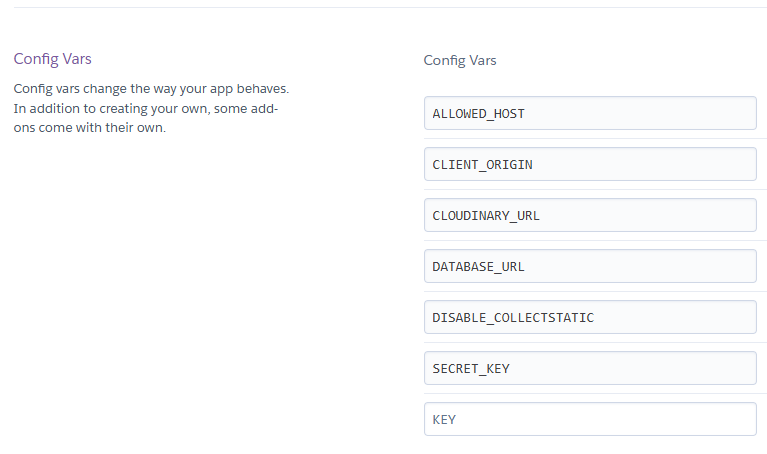 Config Vars
Config vars change the way your app behaves.
In addition to creating your own, some add-
ons come with their own.
Config Vars
ALLOWED_HOST
CLIENT_ORIGIN
CLOUDINARY_URL
DATABASE_URL
DISABLE_COLLECTSTATIC
SECRET_KEY
KEY